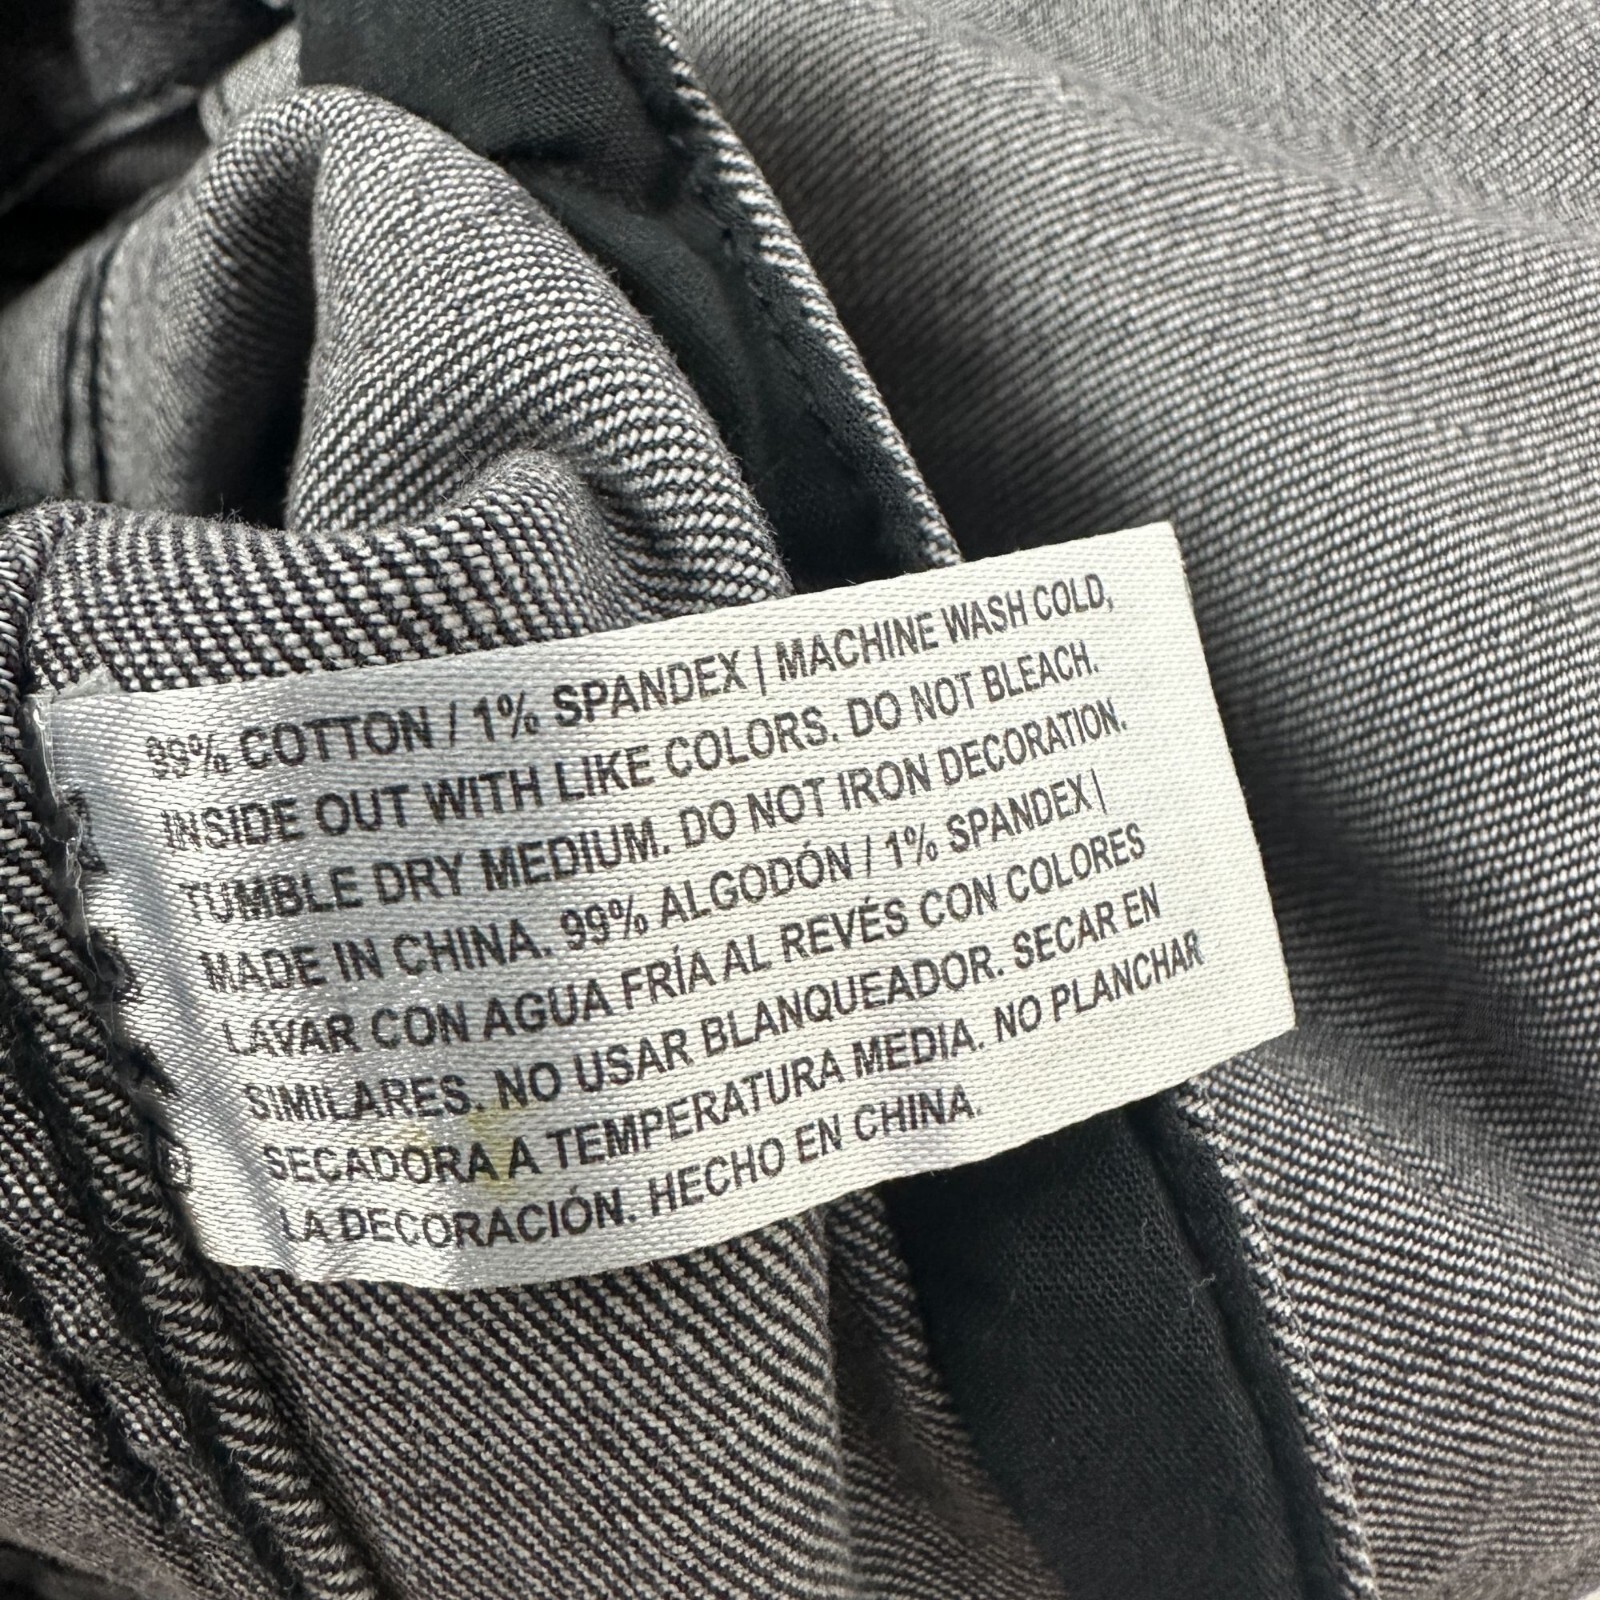 99% COTTON / 1% SPANDEX | MACHINE WASH COLD,
INSIDE OUT WITH LIKE COLORS. DO NOT BLEACH.
TUMBLE DRY MEDIUM. DO NOT IRON DECORATION.
MADE IN CHINA. 99% ALGODÓN / 1% SPANDEX |
LAVAR CON AGUA FRÍA AL REVÉS CON COLORES
SIMILARES. NO USAR BLANQUEADOR. SECAR EN
SECADORA A TEMPERATURA MEDIA. NO PLANCHAR
LA DECORACIÓN. HECHO EN CHINA.